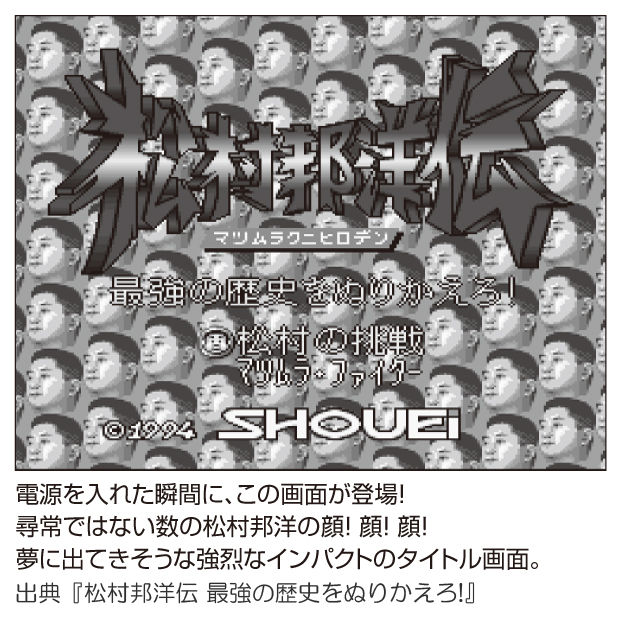 松村邦洋伝
マツムラクニヒロデン
最強の歴史をぬりかえろ!
㊙松村の挑戦
マツムラ・ファイター
©1994 SHOUEi
電源を入れた瞬間に、この画面が登場!
尋常ではない数の松村邦洋の顔! 顔! 顔!
夢に出てきそうな強烈なインパクトのタイトル画面。
出典『松村邦洋伝 最強の歴史をぬりかえろ!』